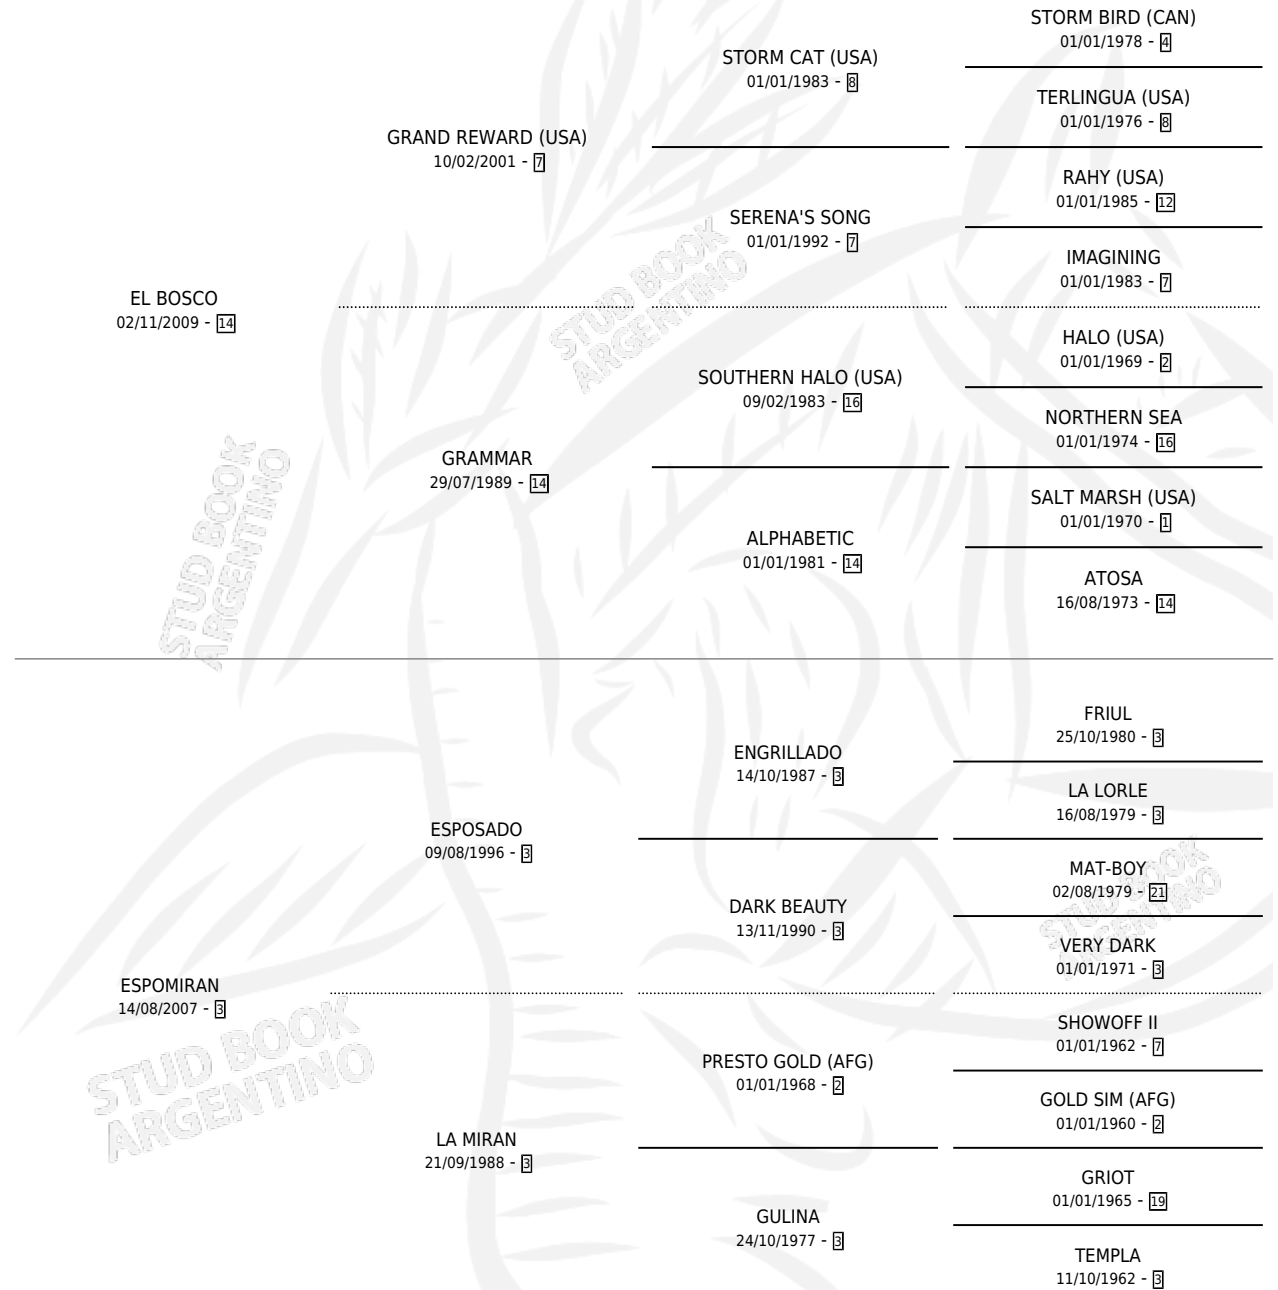 STORM BIRD (CAN)
01/01/1978 - 4
STORM CAT (USA)
01/01/1983 - 8
TERLINGUA (USA)
01/01/1976 - 8
GRAND REWARD (USA)
10/02/2001 - 7
RAHY (USA)
01/01/1985 - 12
SERENA'S SONG
01/01/1992 - 7
IMAGINING
01/01/1983 - 7
EL BOSCO
02/11/2009 - 14
HALO (USA)
01/01/1969 - 2
SOUTHERN HALO (USA)
09/02/1983 - 16
NORTHERN SEA
01/01/1974 - 16
GRAMMAR
29/07/1989 - 14
SALT MARSH (USA)
01/01/1970 - 1
ALPHABETIC
01/01/1981 - 14
ATOSA
16/08/1973 - 14
STUD BOOK
ARGENTINO
STUD BOOK
ARGENTINO
FRIUL
25/10/1980 - 3
ENGRILLADO
14/10/1987 - 3
LA LORLE
16/08/1979 - 3
ESPOSADO
09/08/1996 - 3
MAT-BOY
02/08/1979 - 21
DARK BEAUTY
13/11/1990 - 3
VERY DARK
01/01/1971 - 3
STUD BOOK
ARGENTINO
ESPOMIRAN
14/08/2007 - 3
SHOWOFF II
01/01/1962 - 7
PRESTO GOLD (AFG)
01/01/1968 - 2
GOLD SIM (AFG)
01/01/1960 - 2
STUD BOOK
ARGENTINO
LA MIRAN
21/09/1988 - 3
GRIOT
01/01/1965 - 19
GULINA
24/10/1977 - 3
TEMPLA
11/10/1962 - 3